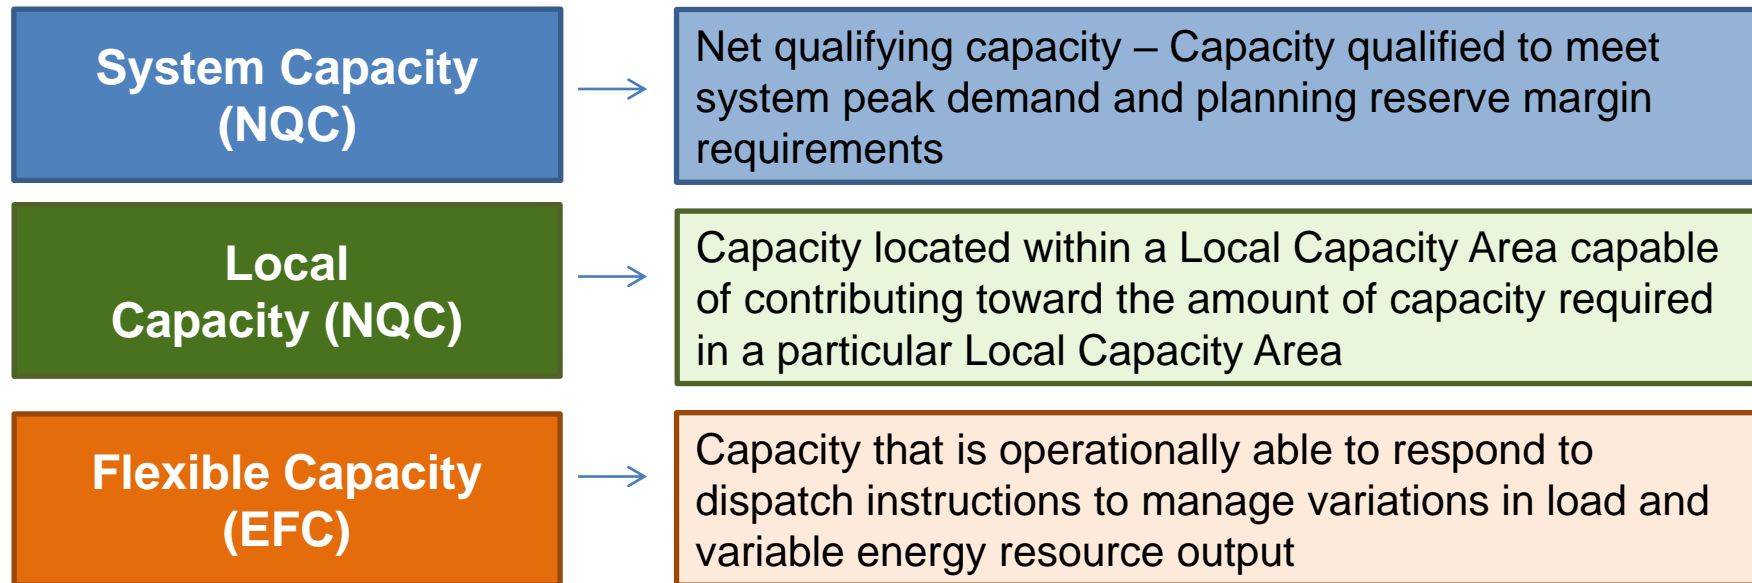 System Capacity
(NQC)
Net qualifying capacity – Capacity qualified to meet
system peak demand and planning reserve margin
requirements
Local
Capacity (NQC)
Capacity located within a Local Capacity Area capable
of contributing toward the amount of capacity required
in a particular Local Capacity Area
Flexible Capacity
(EFC)
Capacity that is operationally able to respond to
dispatch instructions to manage variations in load and
variable energy resource output